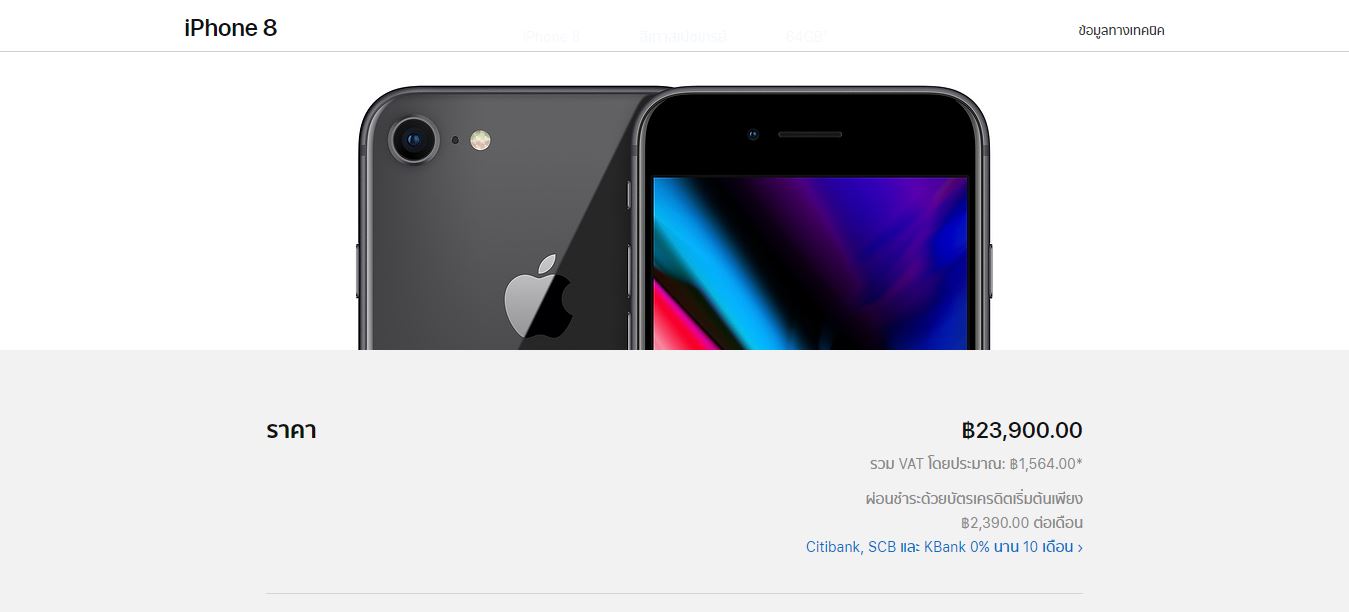 iPhone 8
iPhone 8 สีเทาสเปซเกรย์ 64GB¹
ข้อมูลทางเทคนิค
ราคา
฿23,900.00
รวม VAT โดยประมาณ: ฿1,564.00*
ผ่อนชำระด้วยบัตรเครดิตเริ่มต้นเพียง
฿2,390.00 ต่อเดือน
Citibank, SCB และ KBank 0% นาน 10 เดือน ›